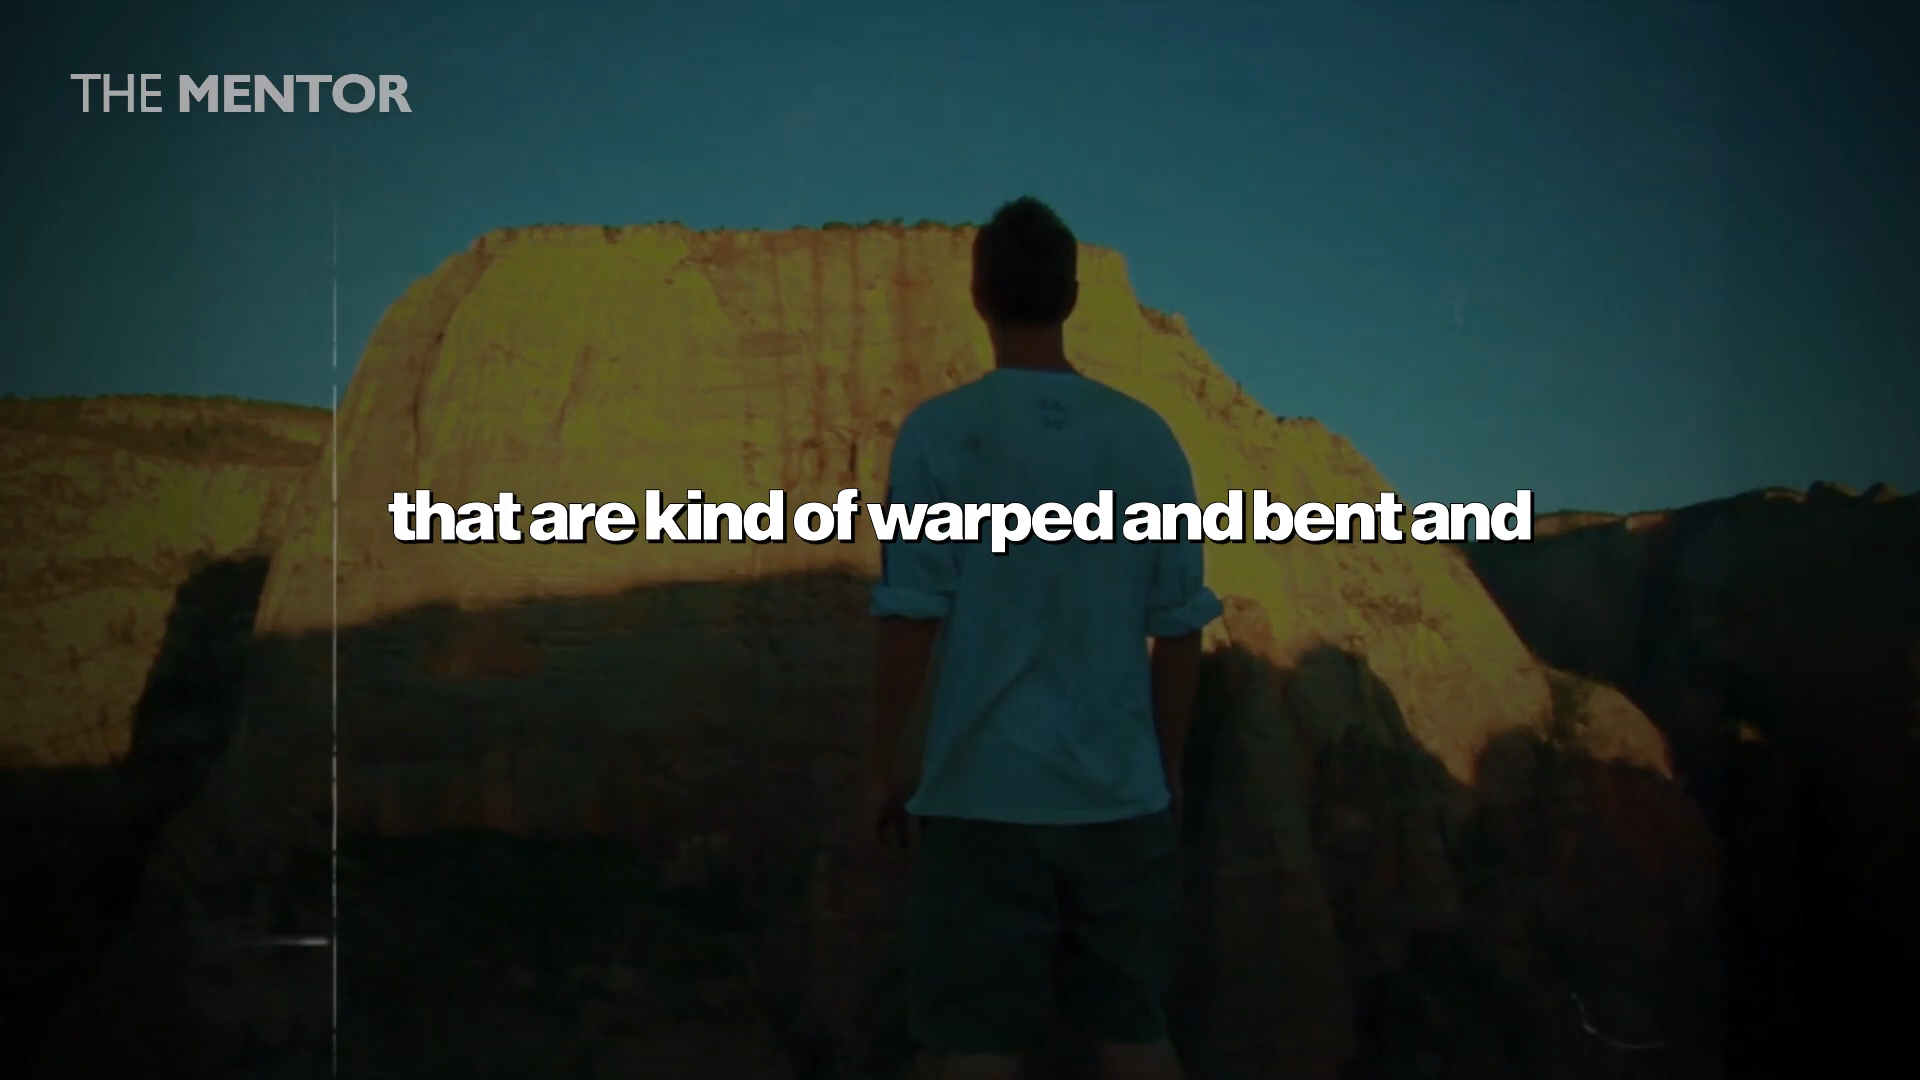 THE MENTOR
that are kind of warped and bent and